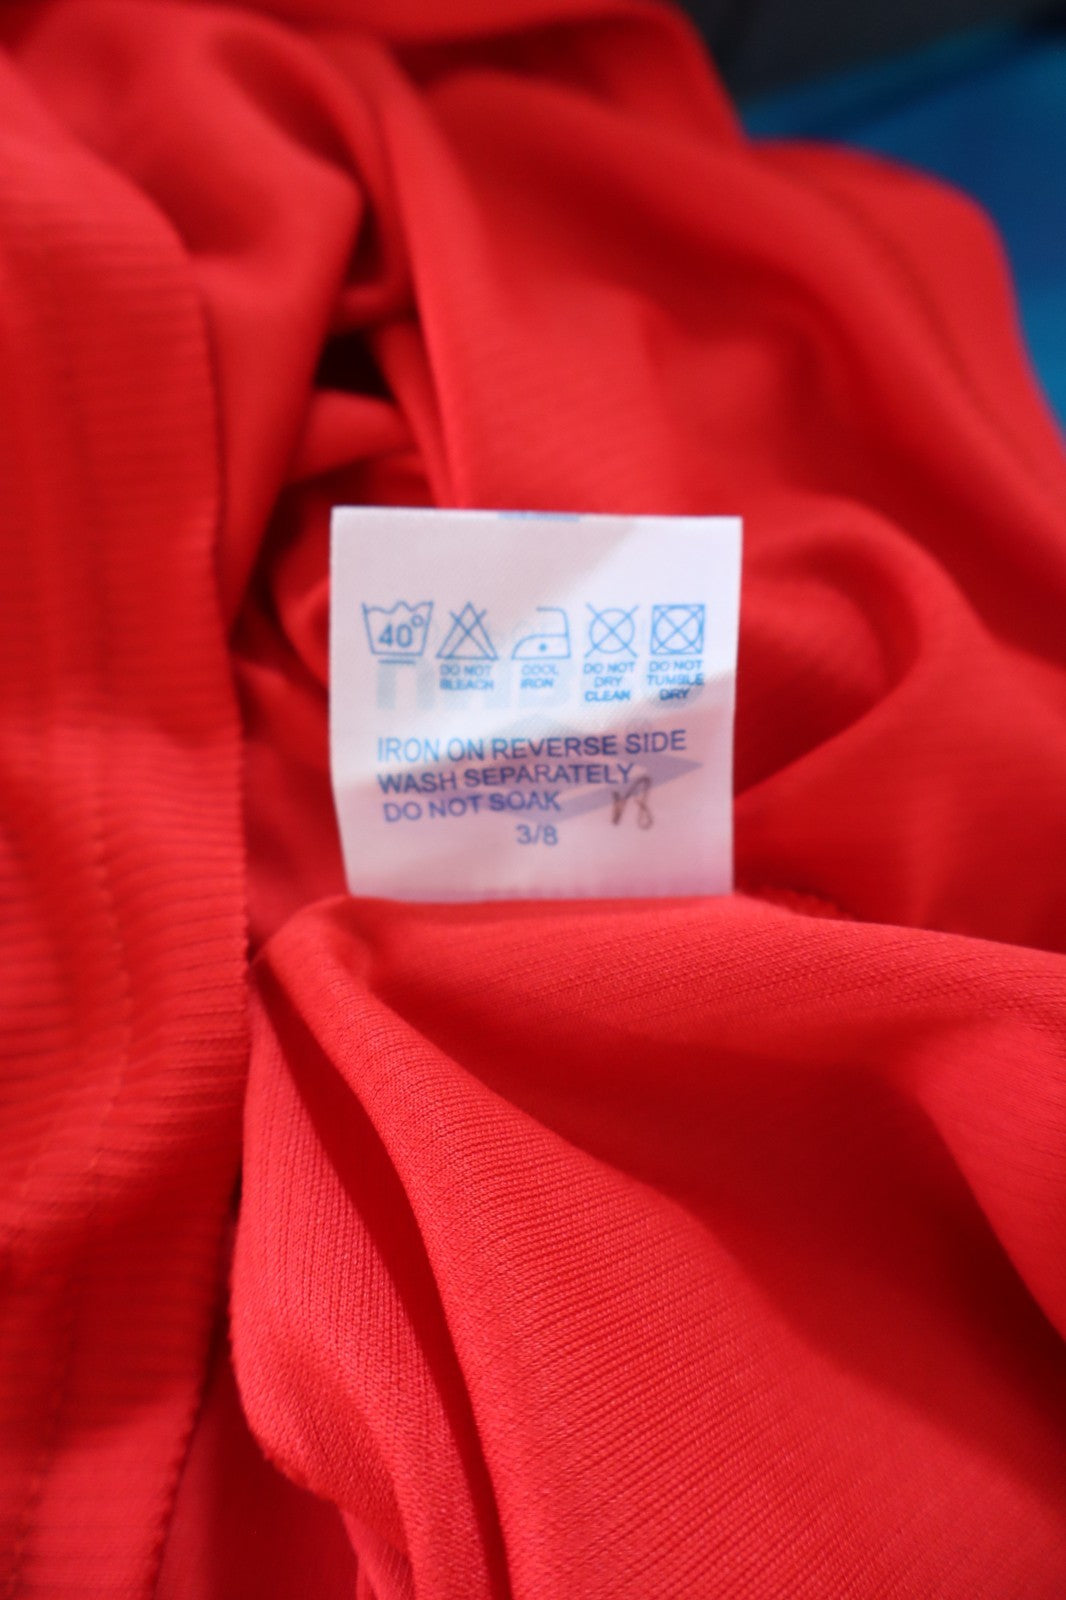 40°
DO NOT BLEACH
COOL IRON
DO NOT DRY CLEAN
DO NOT TUMBLE DRY
IRON ON REVERSE SIDE
WASH SEPARATELY
DO NOT SOAK
3/8